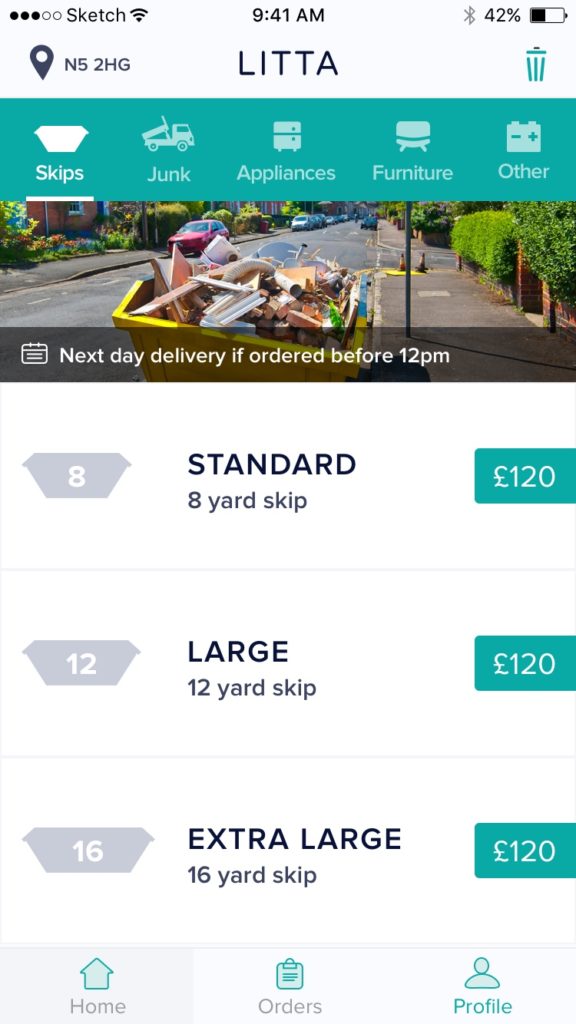 Sketch 9:41 AM 42%
N5 2HG LITTA
Skips Junk Appliances Furniture Other
Next day delivery if ordered before 12pm
8 STANDARD £120
8 yard skip
12 LARGE £120
12 yard skip
16 EXTRA LARGE £120
16 yard skip
Home Orders Profile